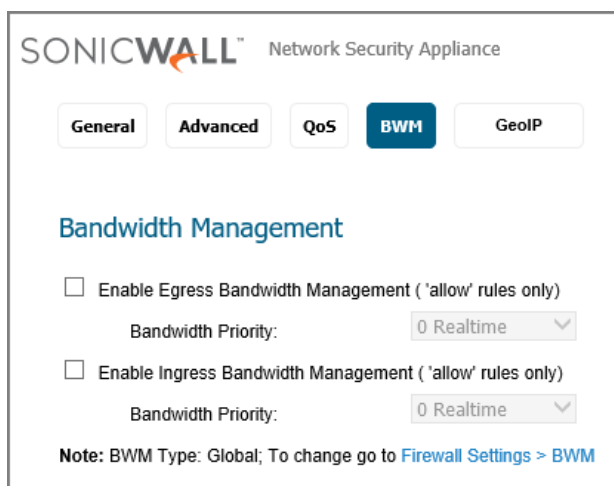 SONICWALL™ Network Security Appliance
General Advanced QoS BWM GeoIP
Bandwidth Management
Enable Egress Bandwidth Management ( 'allow' rules only)
Bandwidth Priority: 0 Realtime
Enable Ingress Bandwidth Management ( 'allow' rules only)
Bandwidth Priority: 0 Realtime
Note: BWM Type: Global; To change go to Firewall Settings > BWM